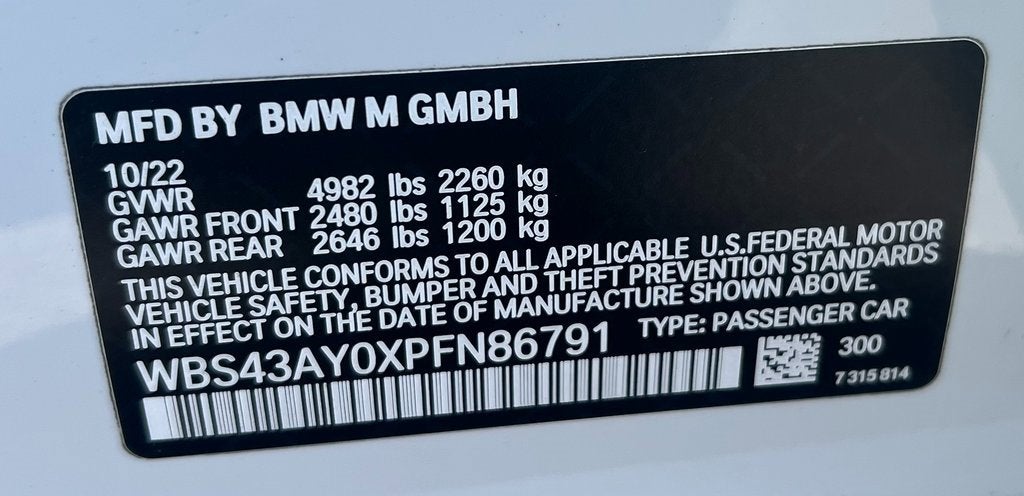 MFD BY BMW M GMBH
10/22
GVWR 4982 lbs 2260 kg
GAWR FRONT 2480 lbs 1125 kg
GAWR REAR 2646 lbs 1200 kg
THIS VEHICLE CONFORMS TO ALL APPLICABLE U.S.FEDERAL MOTOR
VEHICLE SAFETY, BUMPER AND THEFT PREVENTION STANDARDS
IN EFFECT ON THE DATE OF MANUFACTURE SHOWN ABOVE.
WBS43AY0XPFN86791 TYPE: PASSENGER CAR
300
7 315 814